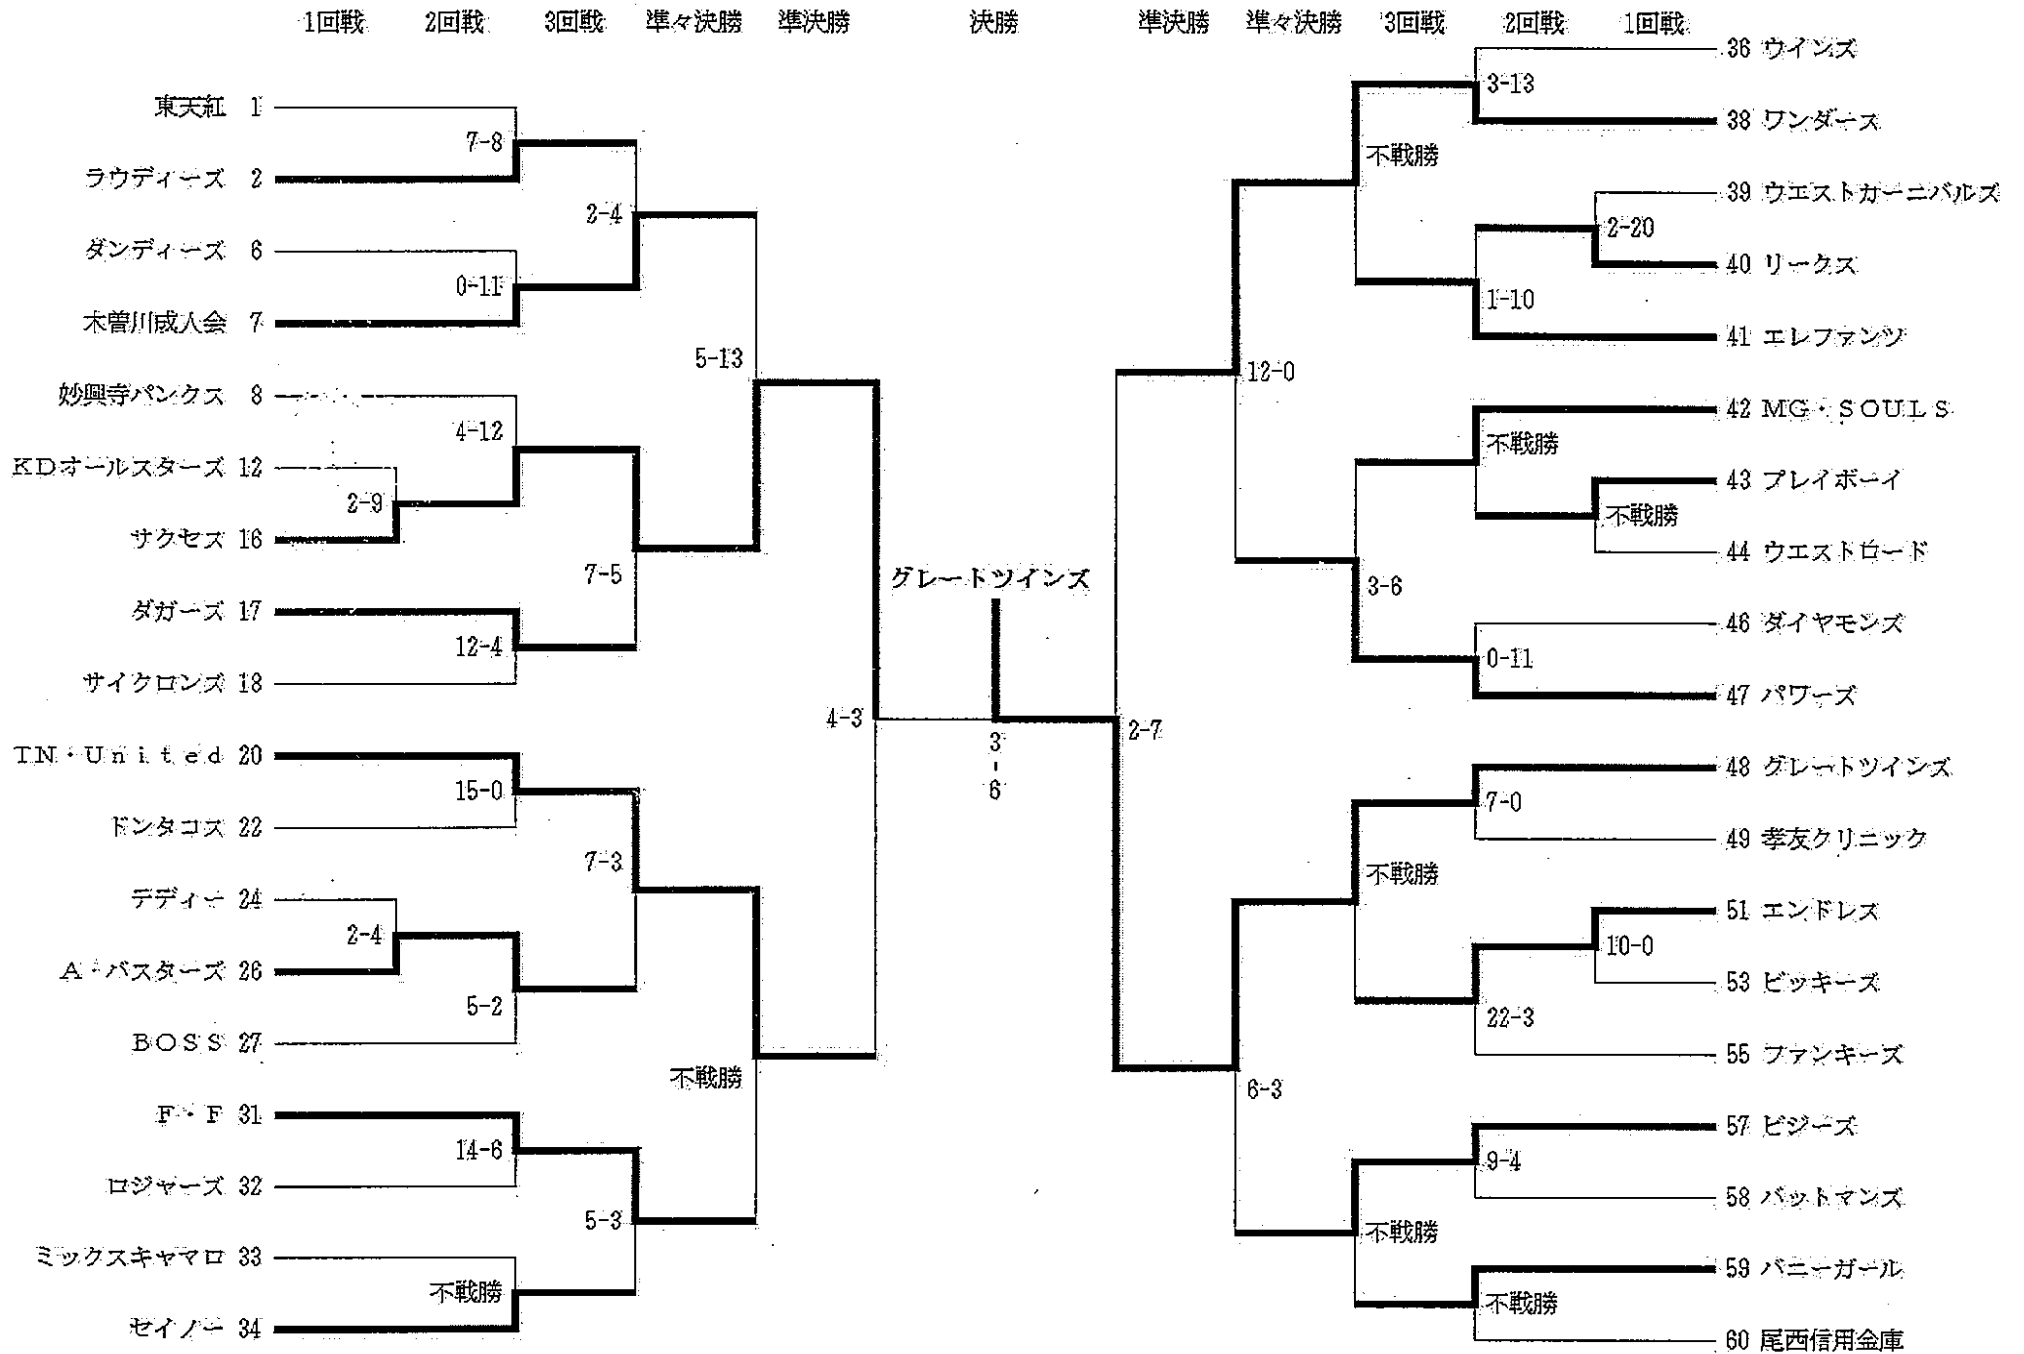 1回戦 2回戦 3回戦 準々決勝 準決勝 決勝 準決勝 準々決勝 3回戦 2回戦 1回戦
東天紅 1
7-8
ラウディーズ 2
2-4
ダンディーズ 6
0-11
木曽川成人会 7
5-13
妙興寺パンクス 8
4-12
KDオールスターズ 12
2-9
サクセズ 16
7-5
ダガーズ 17
12-4
サイクロンズ 18
4-3
TN・United 20
15-0
ドンタコス 22
7-3
テディー 24
2-4
A・バスターズ 26
5-2
BOSS 27
不戦勝
F・F 31
14-6
ロジャーズ 32
5-3
ミックスキャマロ 33
不戦勝
セイノー 34
グレートツインズ
3
-
6
36 ウインズ
3-13
38 ワンダース
不戦勝
39 ウエストガーニバルズ
2-20
40 リークス
1-10
41 エレファンツ
12-0
42 MG・SOULS
不戦勝
43 プレイボーイ
不戦勝
44 ウエストロード
3-6
46 ダイヤモンズ
0-11
47 パワーズ
2-7
48 グレートツインズ
7-0
49 孝友クリニック
不戦勝
51 エンドレス
10-0
53 ビッキーズ
22-3
55 ファンキーズ
6-3
57 ビジーズ
9-4
58 バットマンズ
不戦勝
59 バニーガール
不戦勝
60 尾西信用金庫